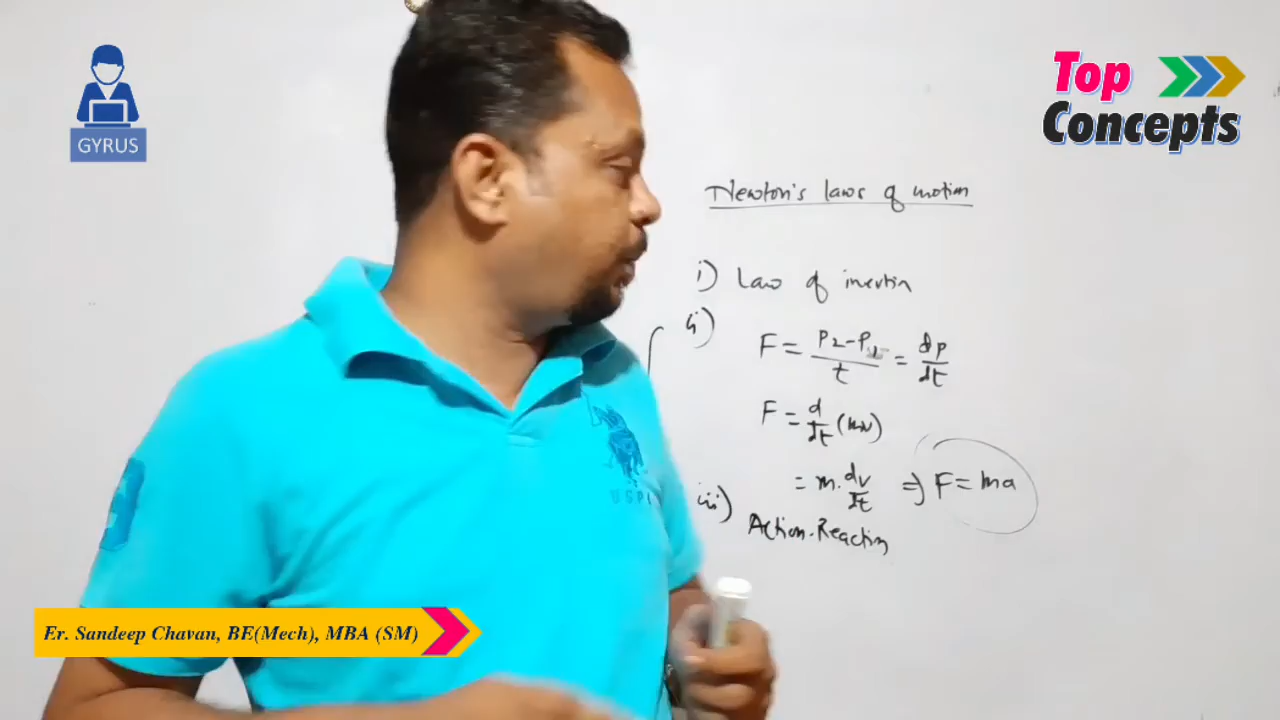 GYRUS
Top
Concepts
Newton's laws of motion
i) Law of inertia
ii) F = P2-P1/t = dp/dt
F = d/dt (mv)
= m.dv/dt ⇒ F = ma
iii) Action-Reaction
USPA
Er. Sandeep Chavan, BE(Mech), MBA (SM)